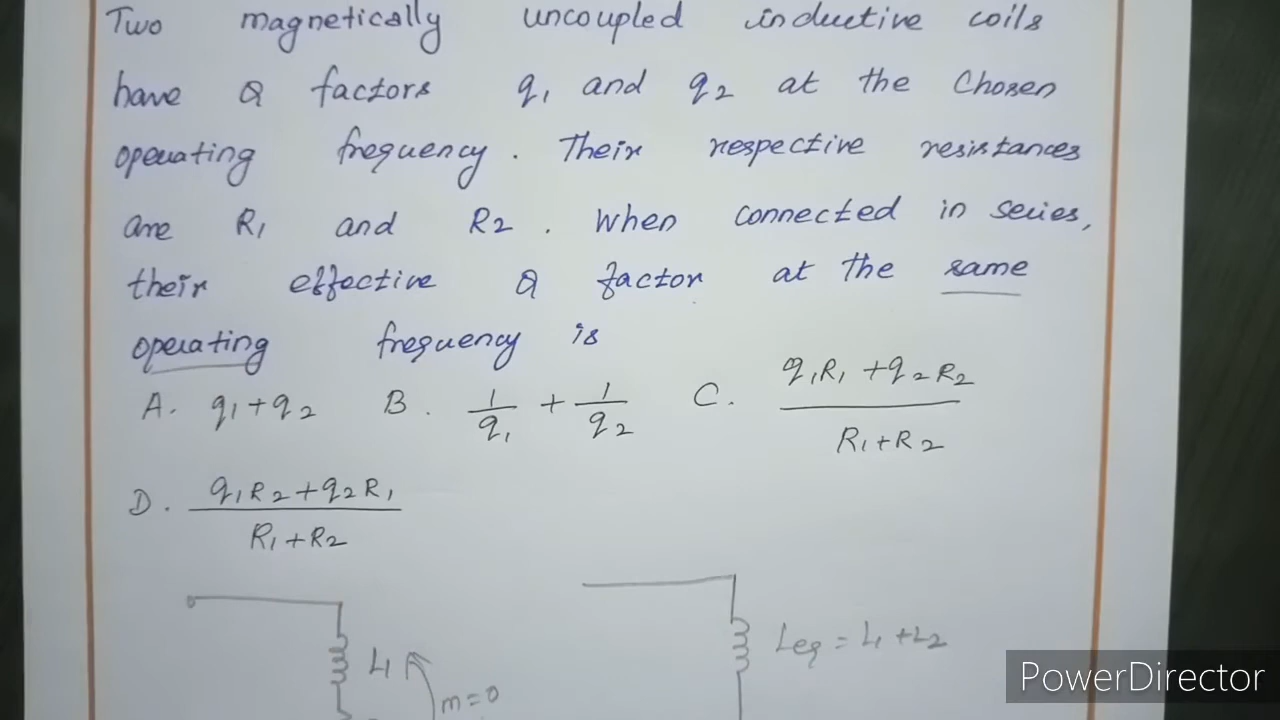 Two magnetically uncoupled inductive coils
have Q factors q1 and q2 at the chosen
operating frequency. Their respective resistances
are R1 and R2. When connected in series,
their effective Q factor at the same
operating frequency is
A. q1+q2 B. 1/q1 + 1/q2 C. q1R1+q2R2 / R1+R2
D. q1R2+q2R1 / R1+R2
L1 m=0 Leq = L1+L2
PowerDirector